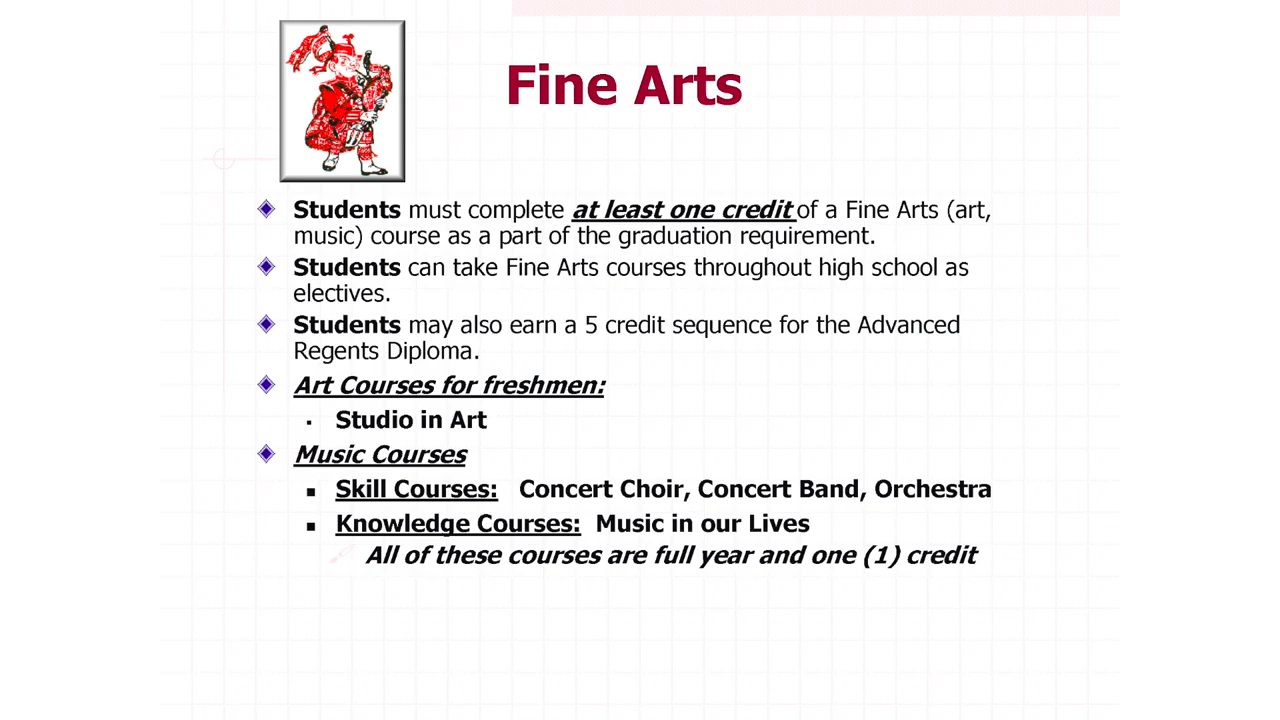 Fine Arts
Students must complete at least one credit of a Fine Arts (art,
music) course as a part of the graduation requirement.
Students can take Fine Arts courses throughout high school as
electives.
Students may also earn a 5 credit sequence for the Advanced
Regents Diploma.
Art Courses for freshmen:
Studio in Art
Music Courses
Skill Courses: Concert Choir, Concert Band, Orchestra
Knowledge Courses: Music in our Lives
All of these courses are full year and one (1) credit